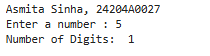 Asmita Sinha, 24204A0027
Enter a number : 5
Number of Digits:  1